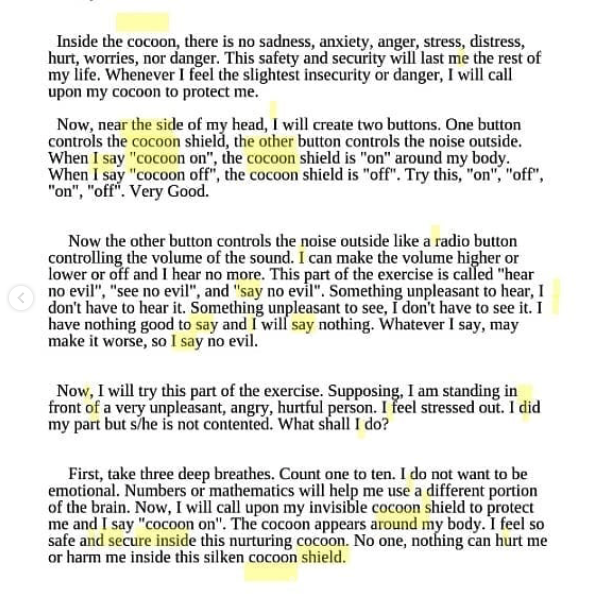 Inside the cocoon, there is no sadness, anxiety, anger, stress, distress,
hurt, worries, nor danger. This safety and security will last me the rest of
my life. Whenever I feel the slightest insecurity or danger, I will call
upon my cocoon to protect me.
Now, near the side of my head, I will create two buttons. One button
controls the cocoon shield, the other button controls the noise outside.
When I say "cocoon on", the cocoon shield is "on" around my body.
When I say "cocoon off", the cocoon shield is "off". Try this, "on", "off",
"on", "off". Very Good.
Now the other button controls the noise outside like a radio button
controlling the volume of the sound. I can make the volume higher or
lower or off and I hear no more. This part of the exercise is called "hear
no evil", "see no evil", and "say no evil". Something unpleasant to hear, I
don't have to hear it. Something unpleasant to see, I don't have to see it. I
have nothing good to say and I will say nothing. Whatever I say, may
make it worse, so I say no evil.
Now, I will try this part of the exercise. Supposing, I am standing in
front of a very unpleasant, angry, hurtful person. I feel stressed out. I did
my part but s/he is not contented. What shall I do?
First, take three deep breathes. Count one to ten. I do not want to be
emotional. Numbers or mathematics will help me use a different portion
of the brain. Now, I will call upon my invisible cocoon shield to protect
me and I say "cocoon on". The cocoon appears around my body. I feel so
safe and secure inside this nurturing cocoon. No one, nothing can hurt me
or harm me inside this silken cocoon shield.